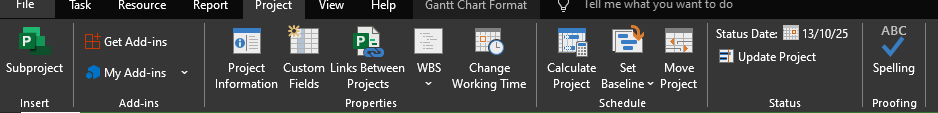 File Task Resource Report Project View Help Gantt Chart Format Tell me what you want to do
Subproject
Insert
Get Add-ins
My Add-ins
Add-ins
Project
Information
Custom
Fields
Links Between
Projects
WBS
Change
Working Time
Properties
Calculate
Project
Set
Baseline
Move
Project
Schedule
Status Date: 13/10/25
Update Project
Status
ABC
Spelling
Proofing